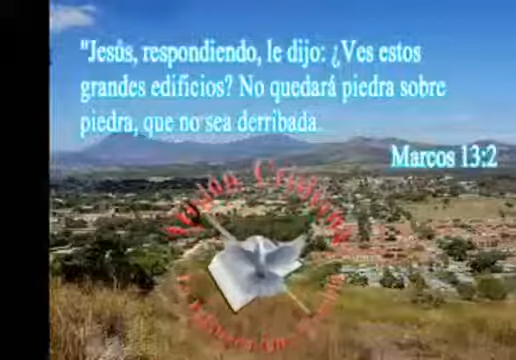 "Jesús, respondiendo, le dijo: ¿Ves estos
grandes edificios? No quedará piedra sobre
piedra, que no sea derribada.
Marcos 13:2